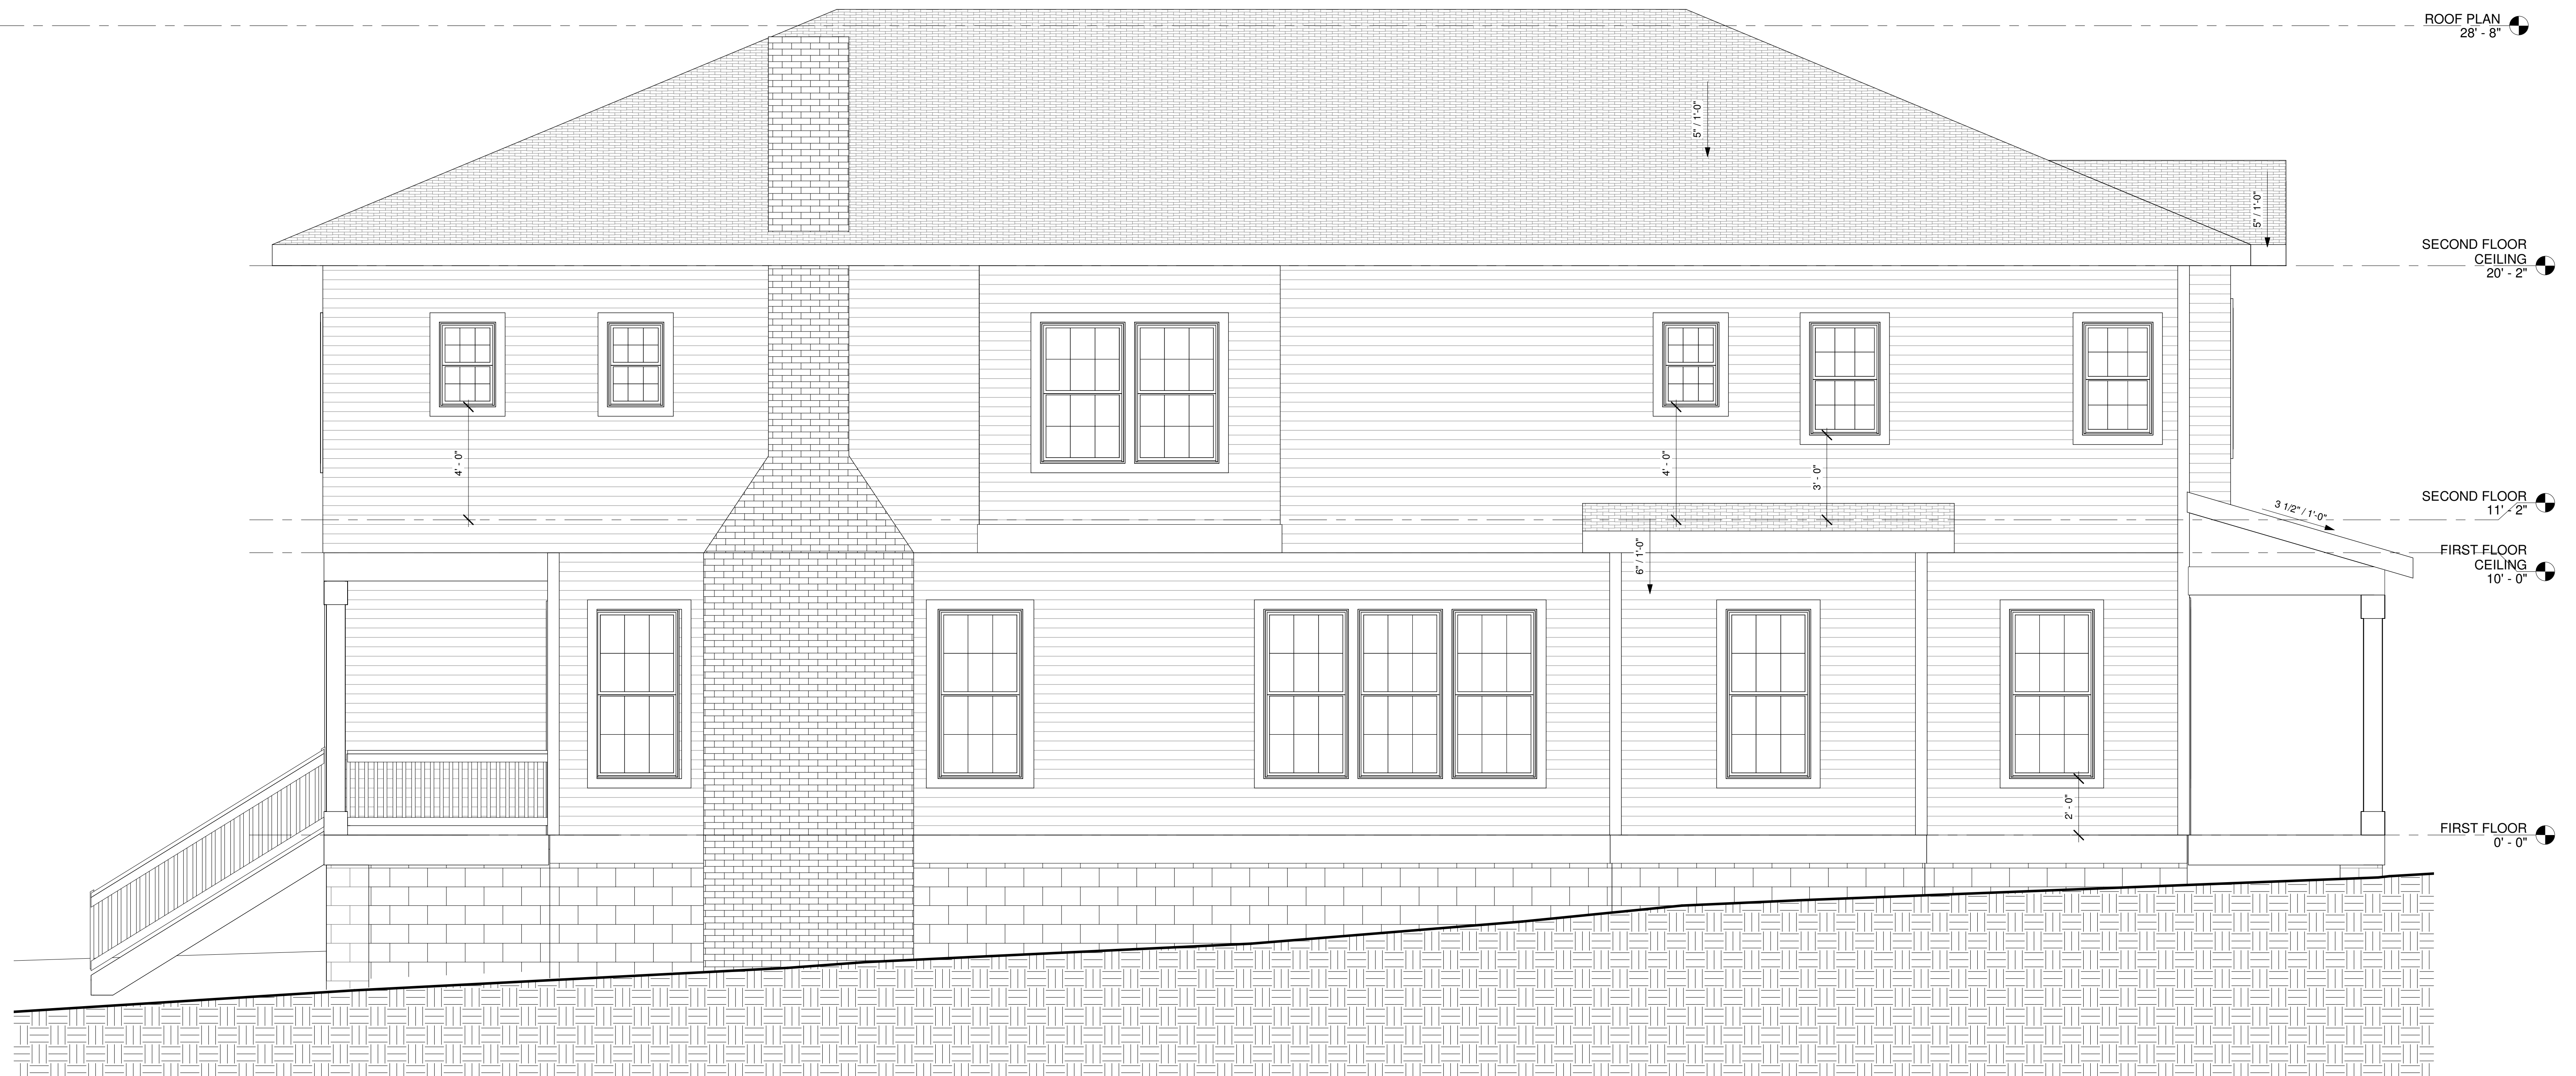 ROOF PLAN
28' - 8"
5" / 1'-0"
5" / 1'-0"
SECOND FLOOR
CEILING
20' - 2"
4' - 0"
4' - 0"
3' - 0"
SECOND FLOOR
11' - 2"
3 1/2" / 1'-0"
6" / 1'-0"
FIRST FLOOR
CEILING
10' - 0"
2' - 0"
FIRST FLOOR
0' - 0"